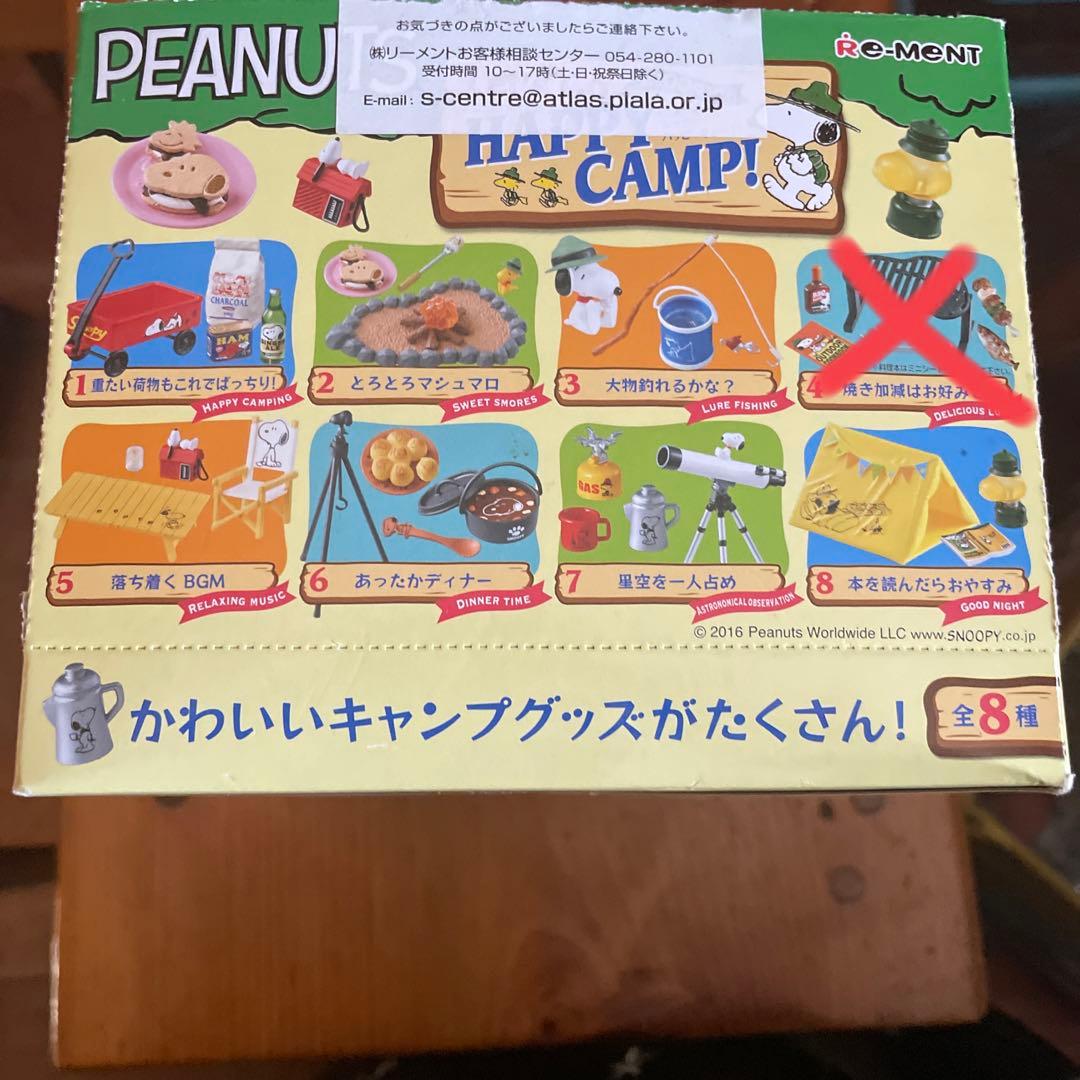 PEANUTS
お気づきの点がございましたらご連絡下さい。
㈱リーメントお客様相談センター 054-280-1101
受付時間 10～17時(土・日・祝祭日除く)
E-mail: s-centre@atlas.plala.or.jp
Re-MeNT
HAPPY
CAMP!
Snoopy
CHARCOAL
HAM
GINGER ALE
1 重たい荷物もこれでばっちり!
HAPPY CAMPING
2 とろとろマシュマロ
SWEET SMORES
3 大物釣れるかな?
LURE FISHING
4 焼き加減はお好み
DELICIOUS
5 落ち着くBGM
RELAXING MUSIC
6 あったかディナー
DINNER TIME
GAS
7 星空を一人占め
ASTRONOMICAL OBSERVATION
8 本を読んだらおやすみ
GOOD NIGHT
© 2016 Peanuts Worldwide LLC www.SNOOPY.co.jp
かわいいキャンプグッズがたくさん!
全8種